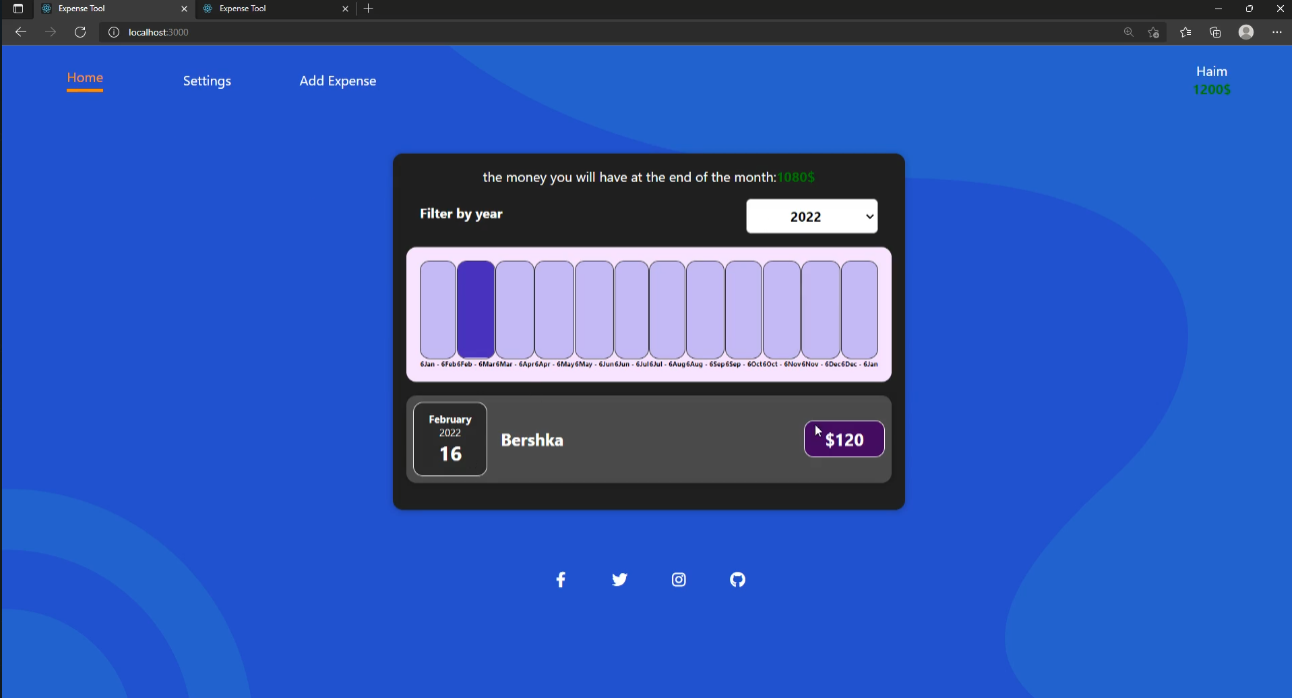 Expense Tool
Expense Tool
localhost:3000
Home
Settings
Add Expense
Haim
1200$
the money you will have at the end of the month:1080$
Filter by year
2022
6Jan - 6Feb 6Feb - 6Mar 6Mar - 6Apr 6Apr - 6May 6May - 6Jun 6Jun - 6Jul 6Jul - 6Aug 6Aug - 6Sep 6Sep - 6Oct 6Oct - 6Nov 6Nov - 6Dec 6Dec - 6Jan
February
2022
16
Bershka
$120